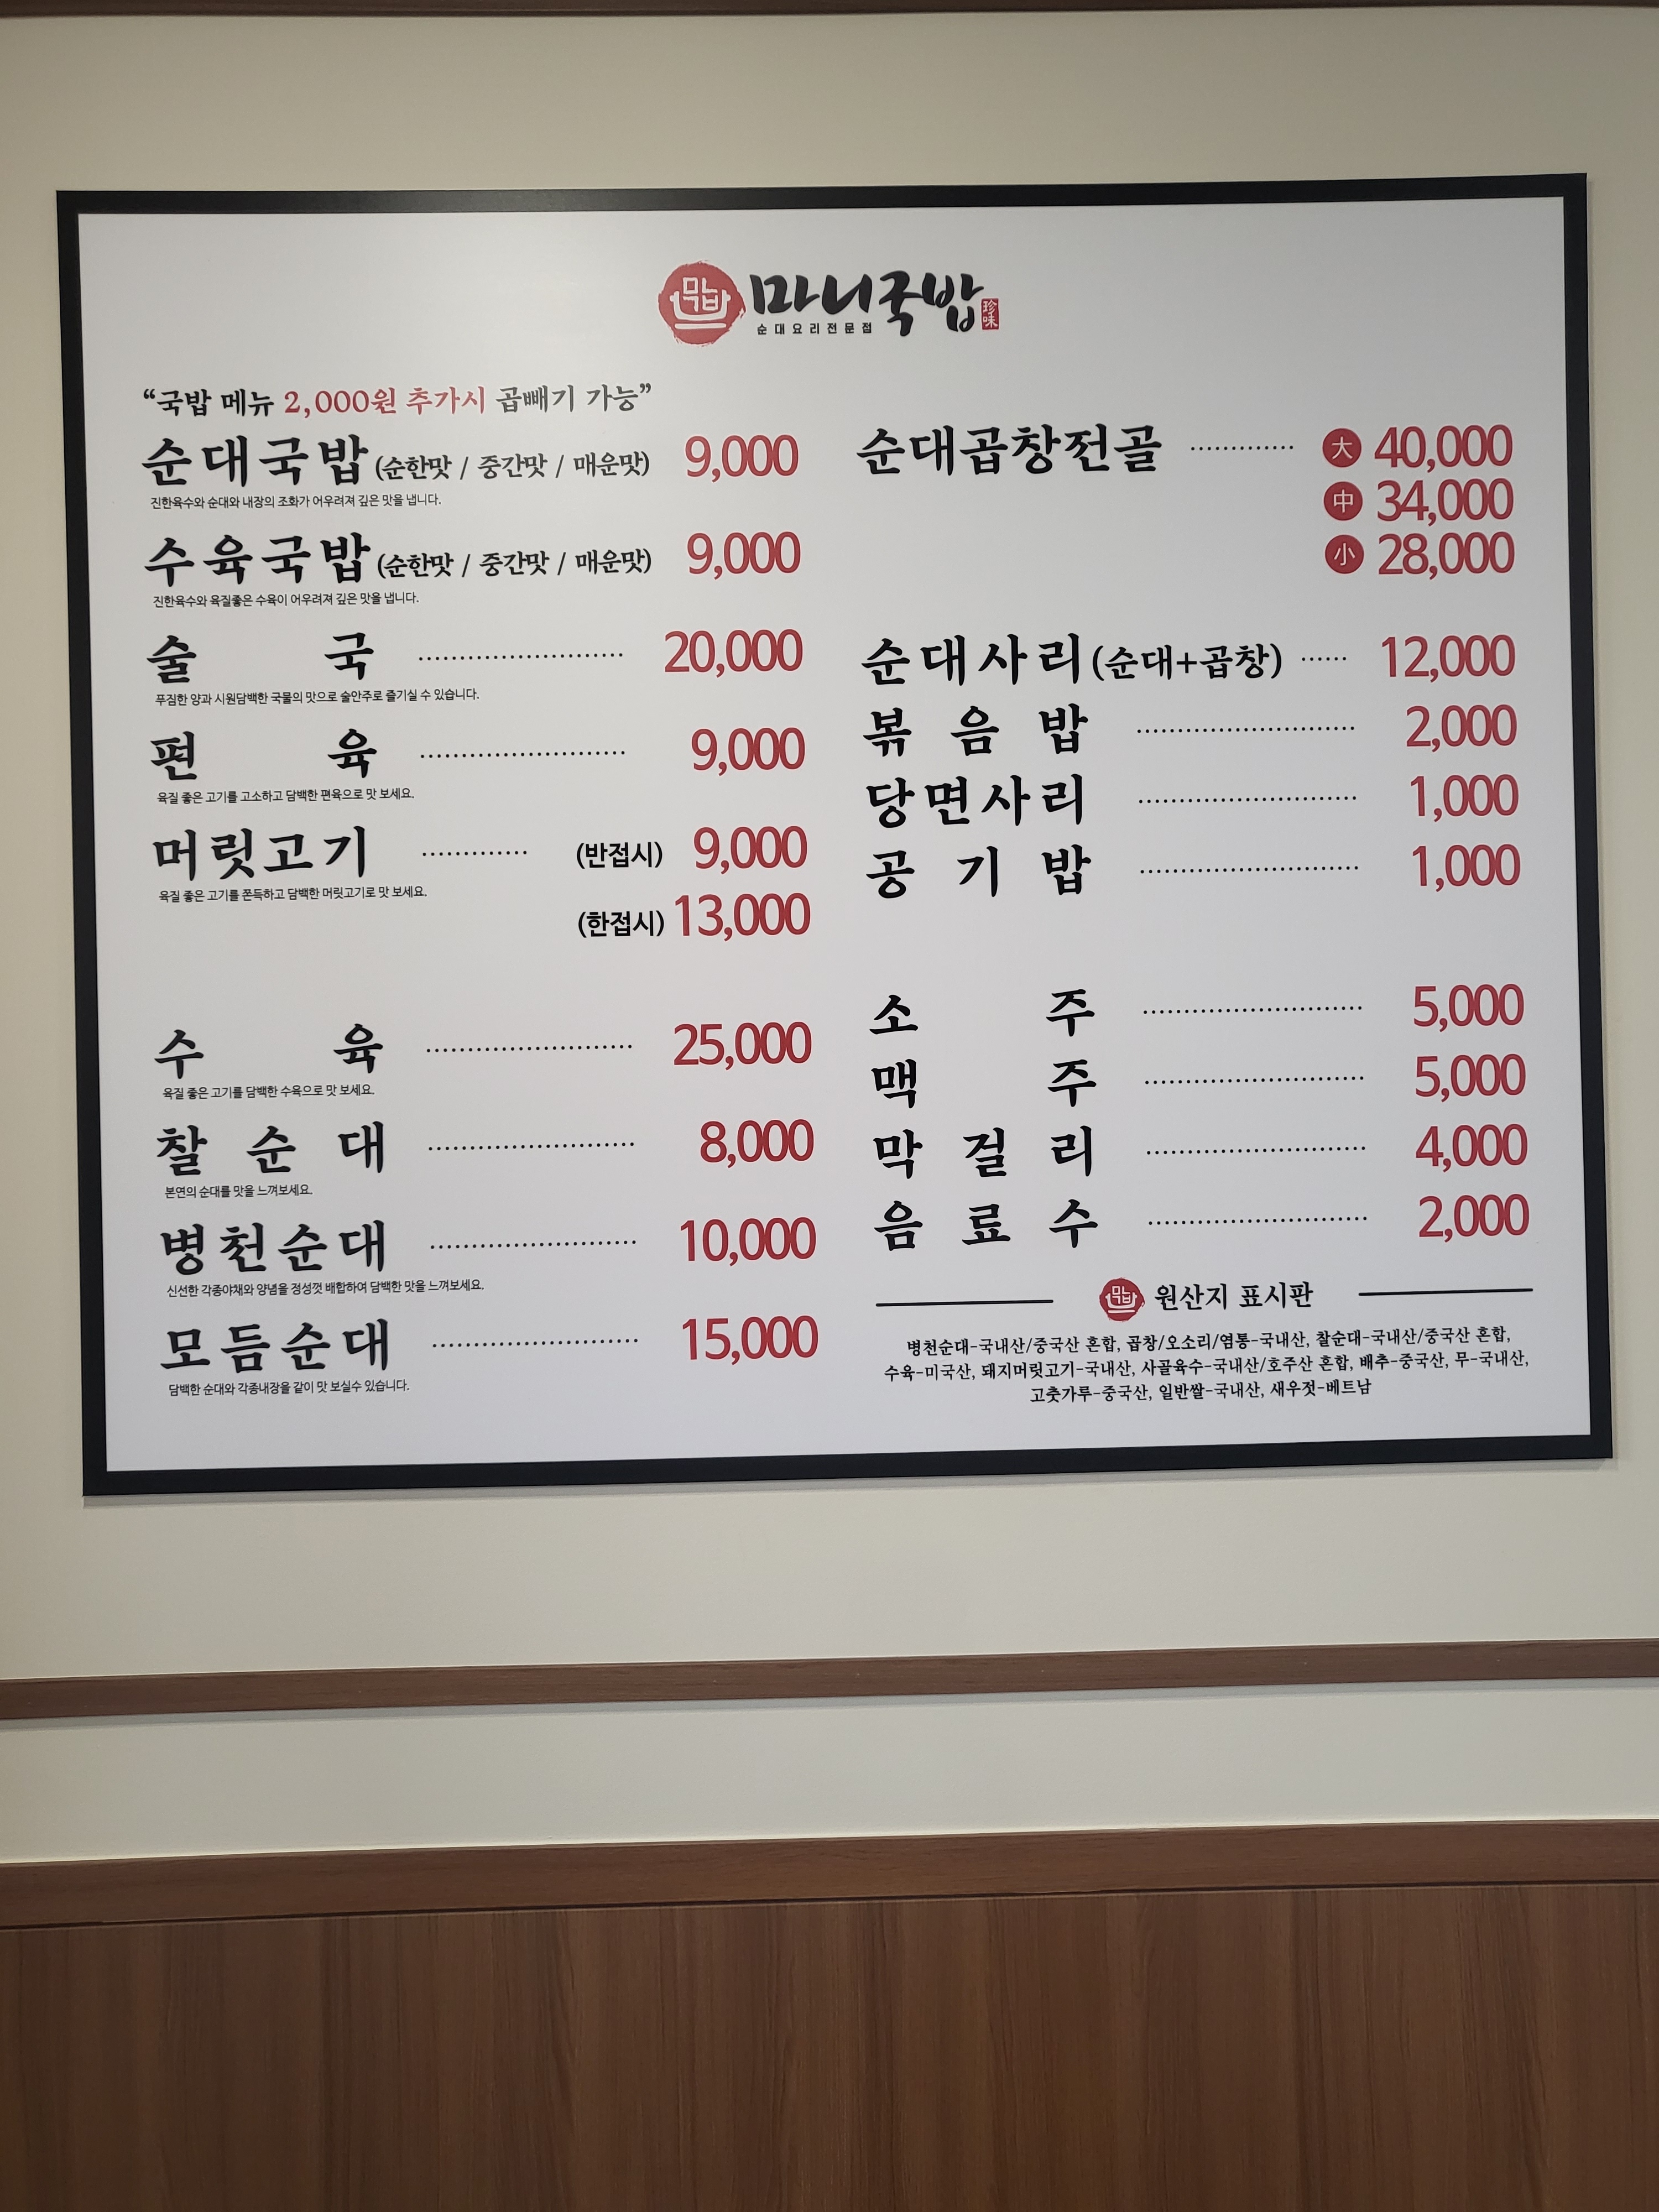 막밥 마니국밥 珍味
순대요리전문점
“국밥 메뉴 2,000원 추가시 곱빼기 가능”
순대국밥(순한맛 / 중간맛 / 매운맛) 9,000
진한육수와 순대와 내장의 조화가 어우려져 깊은 맛을 냅니다.
수육국밥(순한맛 / 중간맛 / 매운맛) 9,000
진한육수와 육질좋은 수육이 어우려져 깊은 맛을 냅니다.
술국 ························· 20,000
푸짐한 양과 시원담백한 국물의 맛으로 술안주로 즐기실 수 있습니다.
편육 ························· 9,000
육질 좋은 고기를 고소하고 담백한 편육으로 맛 보세요.
머릿고기 ············· (반접시) 9,000
육질 좋은 고기를 쫀득하고 담백한 머릿고기로 맛 보세요.
(한접시) 13,000
수육 ························· 25,000
육질 좋은 고기를 담백한 수육으로 맛 보세요.
찰순대 ························· 8,000
본연의 순대를 맛을 느껴보세요.
병천순대 ························· 10,000
신선한 각종야채와 양념을 정성껏 배합하여 담백한 맛을 느껴보세요.
모듬순대 ························· 15,000
담백한 순대와 각종내장을 같이 맛 보실수 있습니다.
순대곱창전골 ············· 大 40,000
中 34,000
小 28,000
순대사리(순대+곱창) ······ 12,000
볶음밥 ··························· 2,000
당면사리 ··························· 1,000
공기밥 ··························· 1,000
소주 ··························· 5,000
맥주 ··························· 5,000
막걸리 ··························· 4,000
음료수 ··························· 2,000
막밥 원산지 표시판
병천순대-국내산/중국산 혼합, 곱창/오소리/염통-국내산, 찰순대-국내산/중국산 혼합,
수육-미국산, 돼지머릿고기-국내산, 사골육수-국내산/호주산 혼합, 배추-중국산, 무-국내산,
고춧가루-중국산, 일반쌀-국내산, 새우젓-베트남